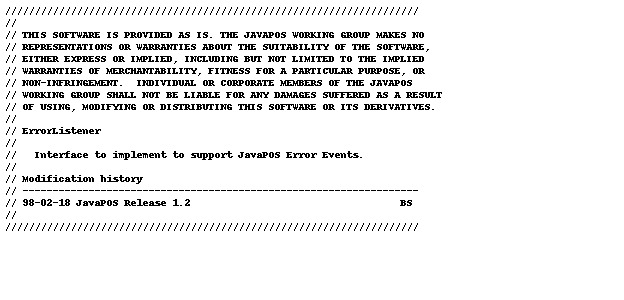 //////////////////////////////////////////////////////////////////////
//
// THIS SOFTWARE IS PROVIDED AS IS. THE JAVAPOS WORKING GROUP MAKES NO
// REPRESENTATIONS OR WARRANTIES ABOUT THE SUITABILITY OF THE SOFTWARE,
// EITHER EXPRESS OR IMPLIED, INCLUDING BUT NOT LIMITED TO THE IMPLIED
// WARRANTIES OF MERCHANTABILITY, FITNESS FOR A PARTICULAR PURPOSE, OR
// NON-INFRINGEMENT.  INDIVIDUAL OR CORPORATE MEMBERS OF THE JAVAPOS
// WORKING GROUP SHALL NOT BE LIABLE FOR ANY DAMAGES SUFFERED AS A RESULT
// OF USING, MODIFYING OR DISTRIBUTING THIS SOFTWARE OR ITS DERIVATIVES.
//
// ErrorListener
//
//   Interface to implement to support JavaPOS Error Events.
//
// Modification history
// ------------------------------------------------------------------
// 98-02-18 JavaPOS Release 1.2                                   BS
//
//////////////////////////////////////////////////////////////////////